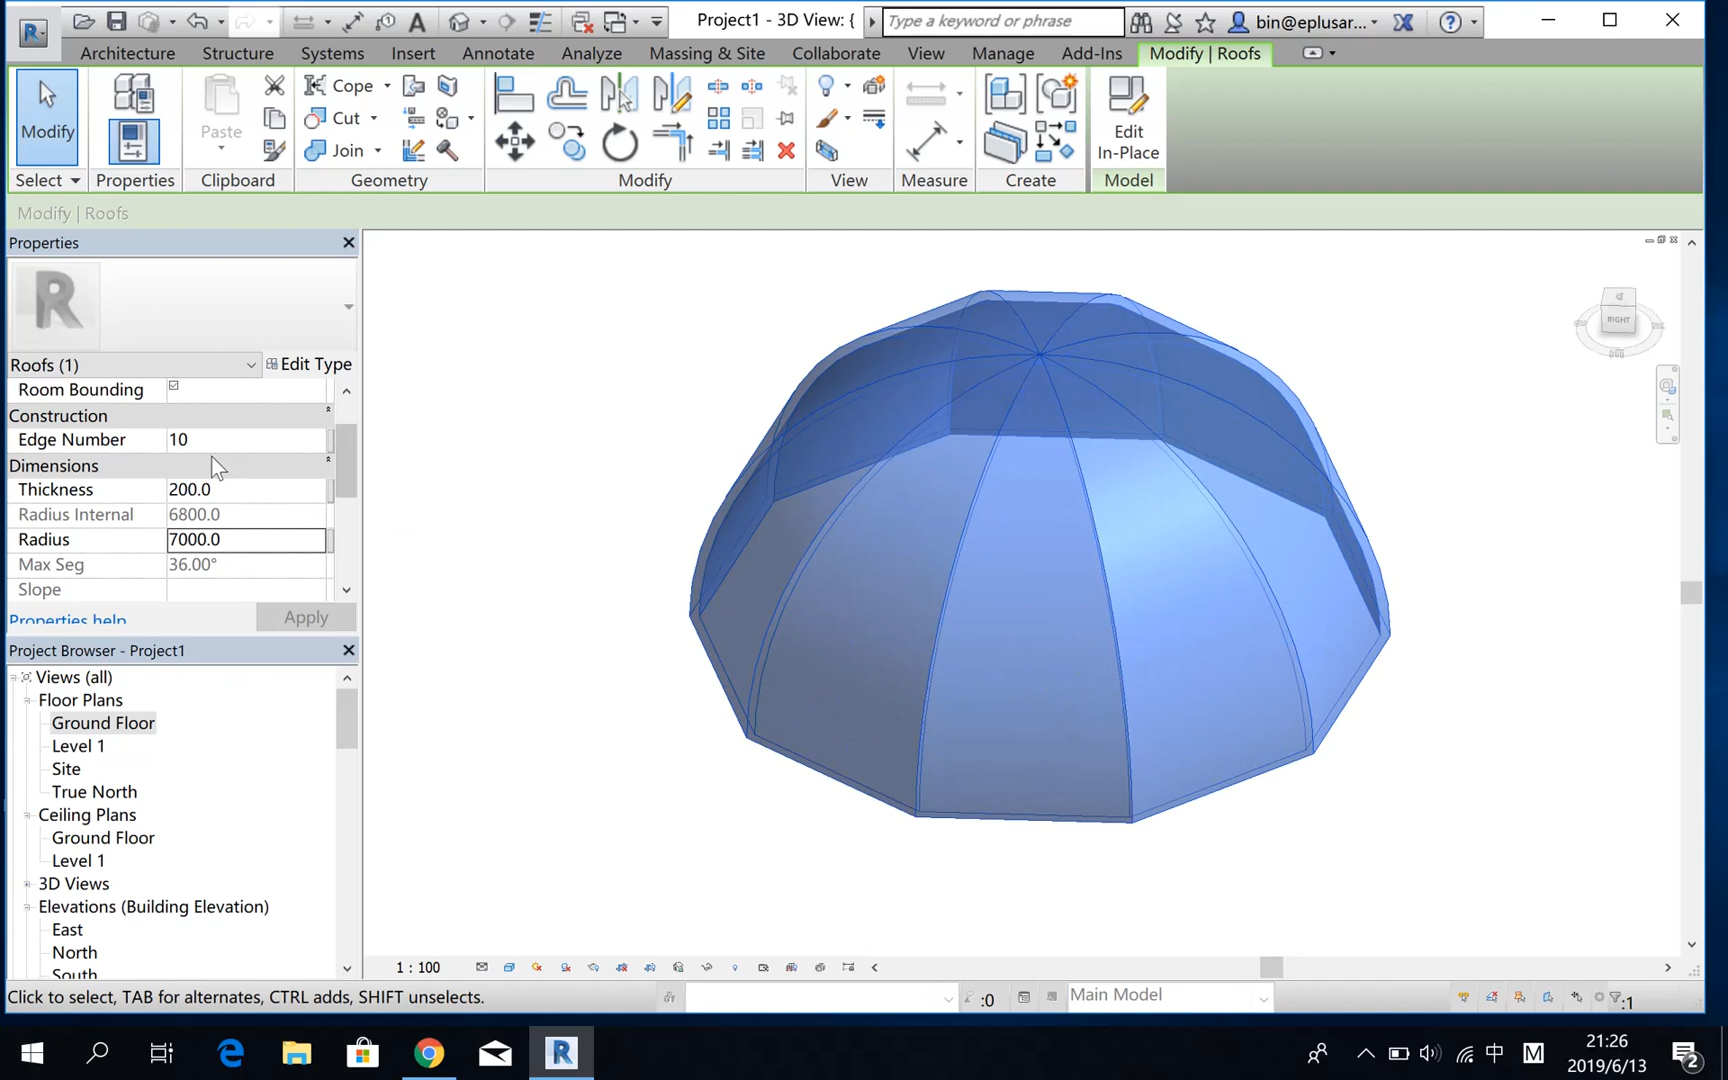 Project1 - 3D View: {
Type a keyword or phrase
bin@eplusar...
Architecture
Structure
Systems
Insert
Annotate
Analyze
Massing & Site
Collaborate
View
Manage
Add-Ins
Modify | Roofs
Modify
Paste
Cope
Cut
Join
Edit
In-Place
Select
Properties
Clipboard
Geometry
Modify
View
Measure
Create
Model
Modify | Roofs
Properties
R
Roofs (1)
Edit Type
Room Bounding
Construction
Edge Number 10
Dimensions
Thickness 200.0
Radius Internal 6800.0
Radius 7000.0
Max Seg 36.00°
Slope
Properties help
Apply
RIGHT
Project Browser - Project1
Views (all)
Floor Plans
Ground Floor
Level 1
Site
True North
Ceiling Plans
Ground Floor
Level 1
3D Views
Elevations (Building Elevation)
East
North
South
1 : 100
Click to select, TAB for alternates, CTRL adds, SHIFT unselects.
:0
Main Model
:1
中
M
21:26
2019/6/13
2